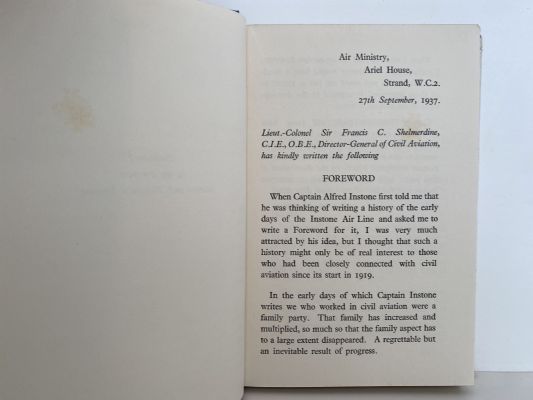 Air Ministry,
Ariel House,
Strand, W.C.2.
27th September, 1937.
Lieut.-Colonel Sir Francis C. Shelmerdine,
C.I.E., O.B.E., Director-General of Civil Aviation,
has kindly written the following
FOREWORD
When Captain Alfred Instone first told me that
he was thinking of writing a history of the early
days of the Instone Air Line and asked me to
write a Foreword for it, I was very much
attracted by his idea, but I thought that such a
history might only be of real interest to those
who had been closely connected with civil
aviation since its start in 1919.
In the early days of which Captain Instone
writes we who worked in civil aviation were a
family party. That family has increased and
multiplied, so much so that the family aspect has
to a large extent disappeared. A regrettable but
an inevitable result of progress.